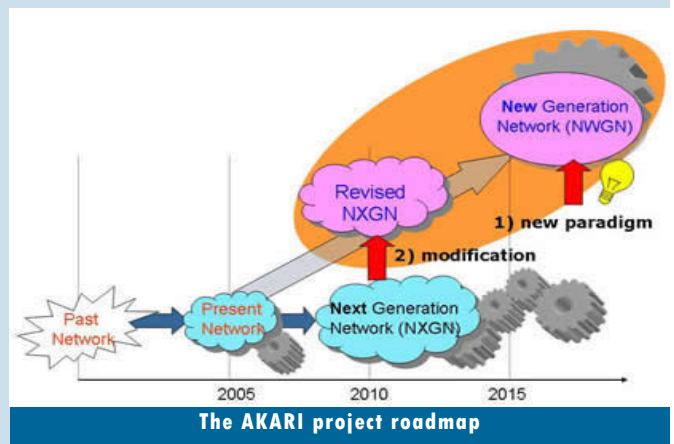 New Generation
Network (NWGN)
Revised
NXGN
1) new paradigm
2) modification
Past
Network
Present
Network
Next Generation
Network (NXGN)
2005
2010
2015
The AKARI project roadmap